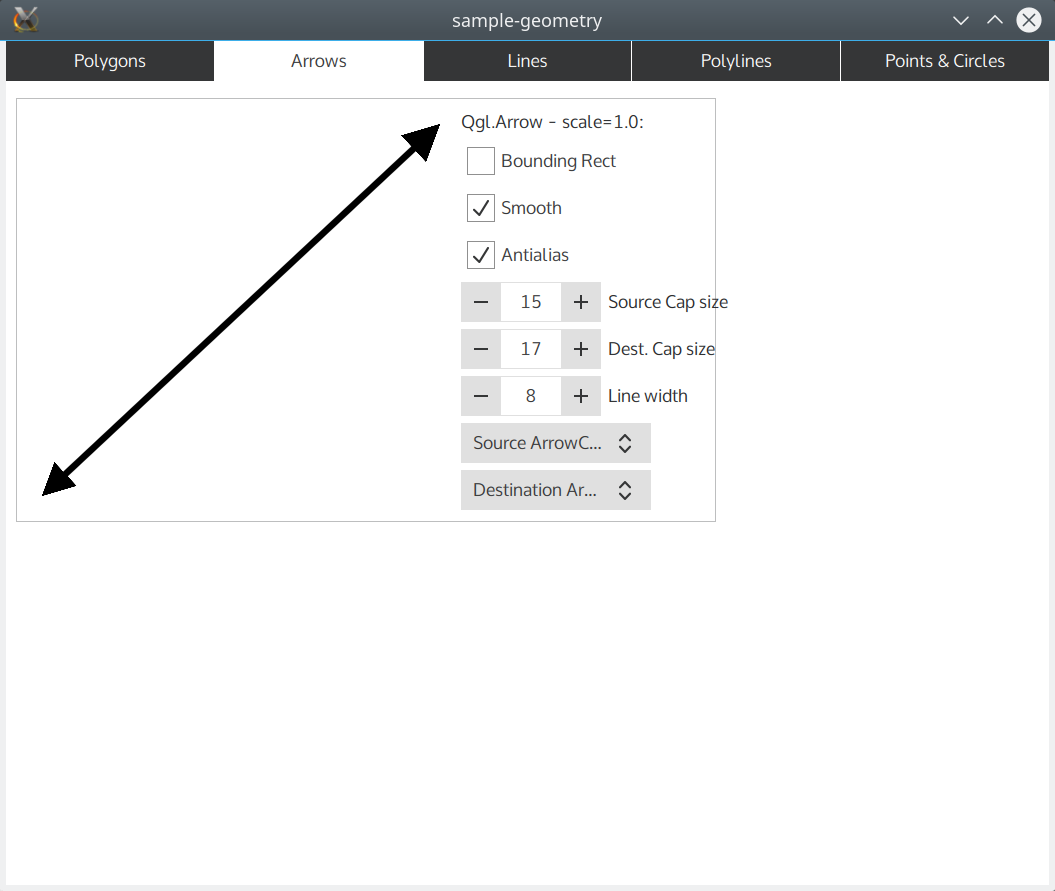 sample-geometry
Polygons
Arrows
Lines
Polylines
Points & Circles
Qgl.Arrow - scale=1.0:
Bounding Rect
Smooth
Antialias
15 Source Cap size
17 Dest. Cap size
8 Line width
Source ArrowC...
Destination Ar...